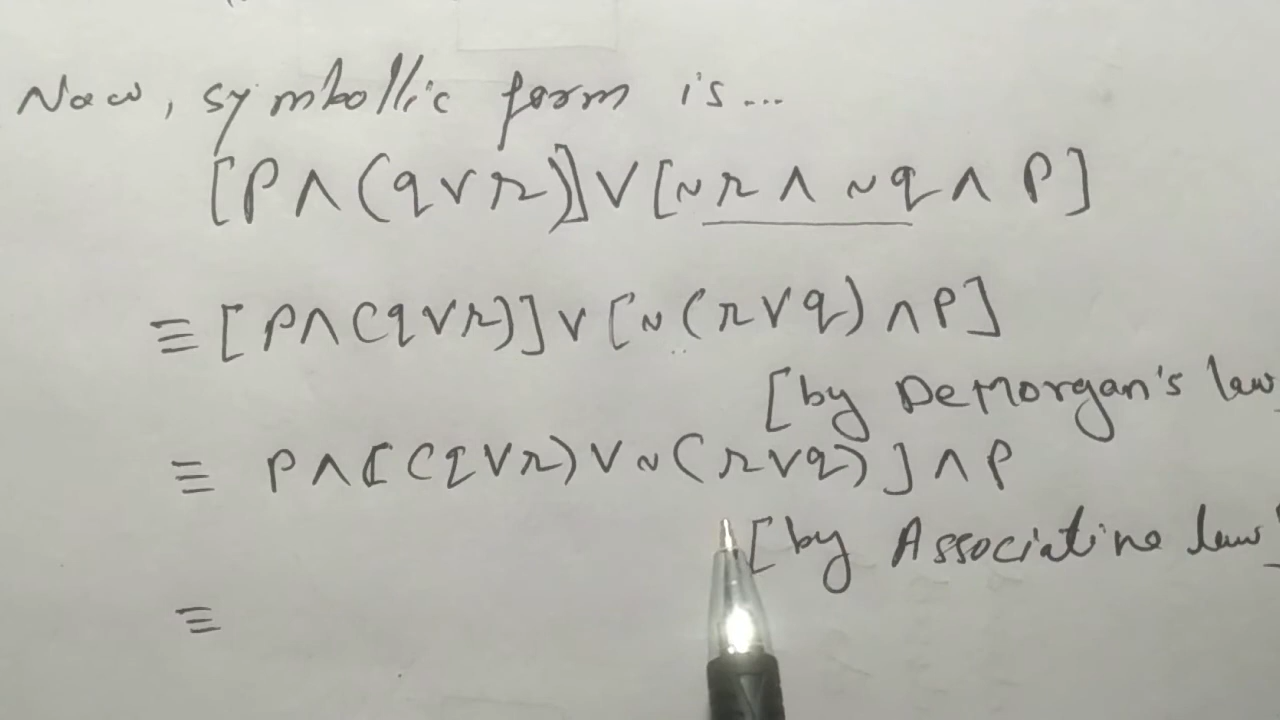 Now, symbollic form is...
[P∧(q∨r)]∨[~r∧~q∧P]
≡[P∧(q∨r)]∨[~(r∨q)∧P]
[by DeMorgan's law
≡ P∧[(q∨r)∨~(r∨q)]∧P
[by Associative law]
≡